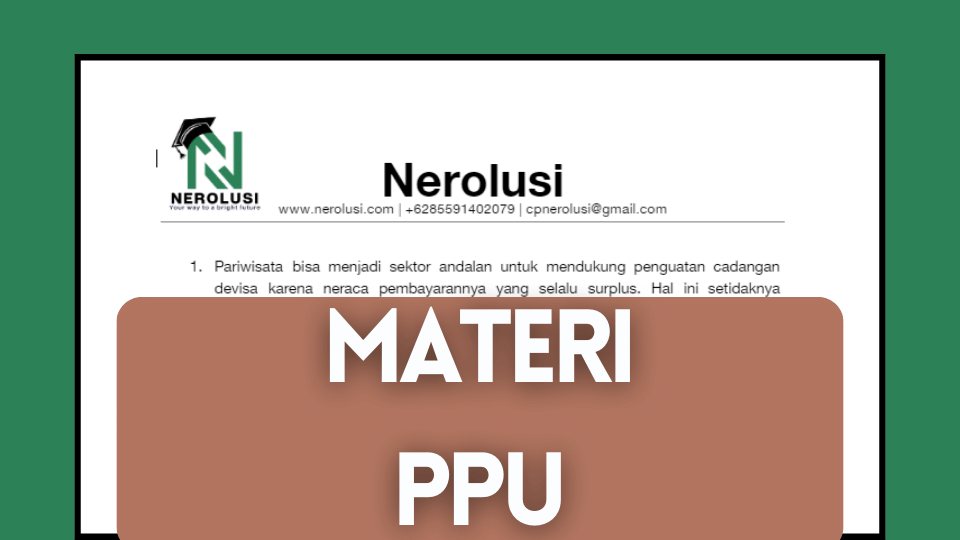 NEROLUSI
Your way to a bright future
Nerolusi
www.nerolusi.com | +6285591402079 | cpnerolusi@gmail.com
1. Pariwisata bisa menjadi sektor andalan untuk mendukung penguatan cadangan
devisa karena neraca pembayarannya yang selalu surplus. Hal ini setidaknya
MATERI
PPU